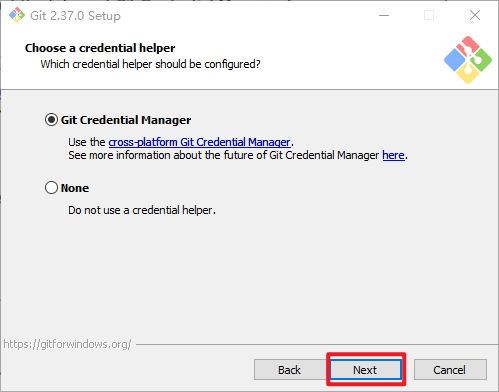 Git 2.37.0 Setup
Choose a credential helper
Which credential helper should be configured?
Git Credential Manager
Use the cross-platform Git Credential Manager.
See more information about the future of Git Credential Manager here.
None
Do not use a credential helper.
https://gitforwindows.org/
Back Next Cancel